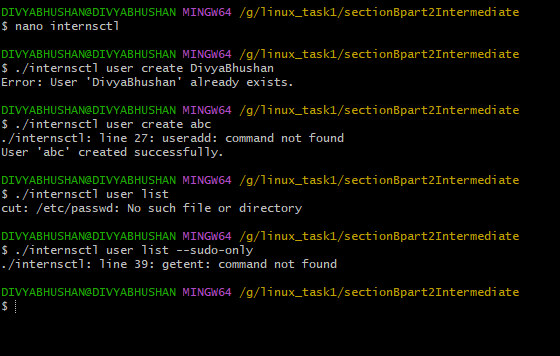 DIVYABHUSHAN@DIVYABHUSHAN MINGW64 /g/linux_task1/sectionBpart2Intermediate
$ nano internsctl
DIVYABHUSHAN@DIVYABHUSHAN MINGW64 /g/linux_task1/sectionBpart2Intermediate
$ ./internsctl user create DivyaBhushan
Error: User 'DivyaBhushan' already exists.
DIVYABHUSHAN@DIVYABHUSHAN MINGW64 /g/linux_task1/sectionBpart2Intermediate
$ ./internsctl user create abc
./internsctl: line 27: useradd: command not found
User 'abc' created successfully.
DIVYABHUSHAN@DIVYABHUSHAN MINGW64 /g/linux_task1/sectionBpart2Intermediate
$ ./internsctl user list
cut: /etc/passwd: No such file or directory
DIVYABHUSHAN@DIVYABHUSHAN MINGW64 /g/linux_task1/sectionBpart2Intermediate
$ ./internsctl user list --sudo-only
./internsctl: line 39: getent: command not found
DIVYABHUSHAN@DIVYABHUSHAN MINGW64 /g/linux_task1/sectionBpart2Intermediate
$